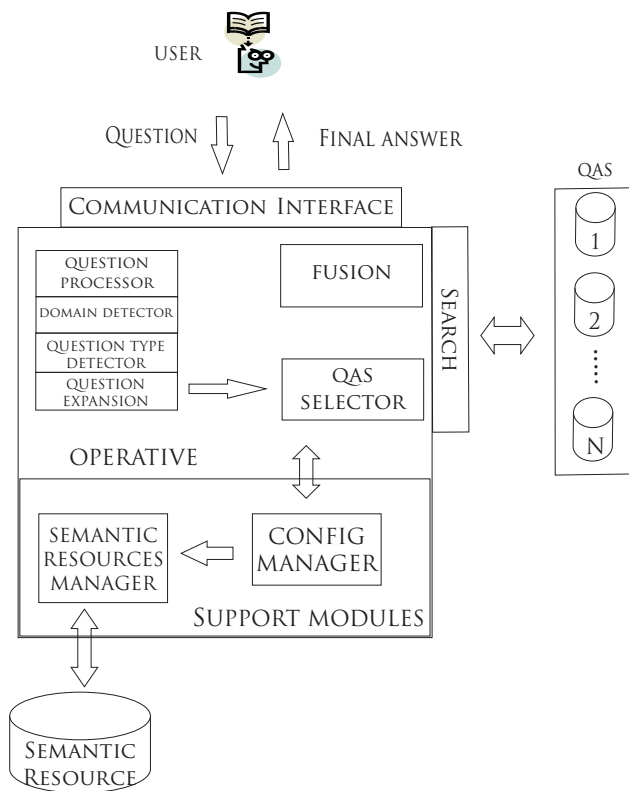 USER
QUESTION
FINAL ANSWER
COMMUNICATION INTERFACE
QAS
QUESTION
PROCESSOR
DOMAIN DETECTOR
QUESTION TYPE
DETECTOR
QUESTION
EXPANSION
FUSION
SEARCH
QAS
SELECTOR
1
2
......
N
OPERATIVE
SEMANTIC
RESOURCES
MANAGER
CONFIG
MANAGER
SUPPORT MODULES
SEMANTIC
RESOURCE